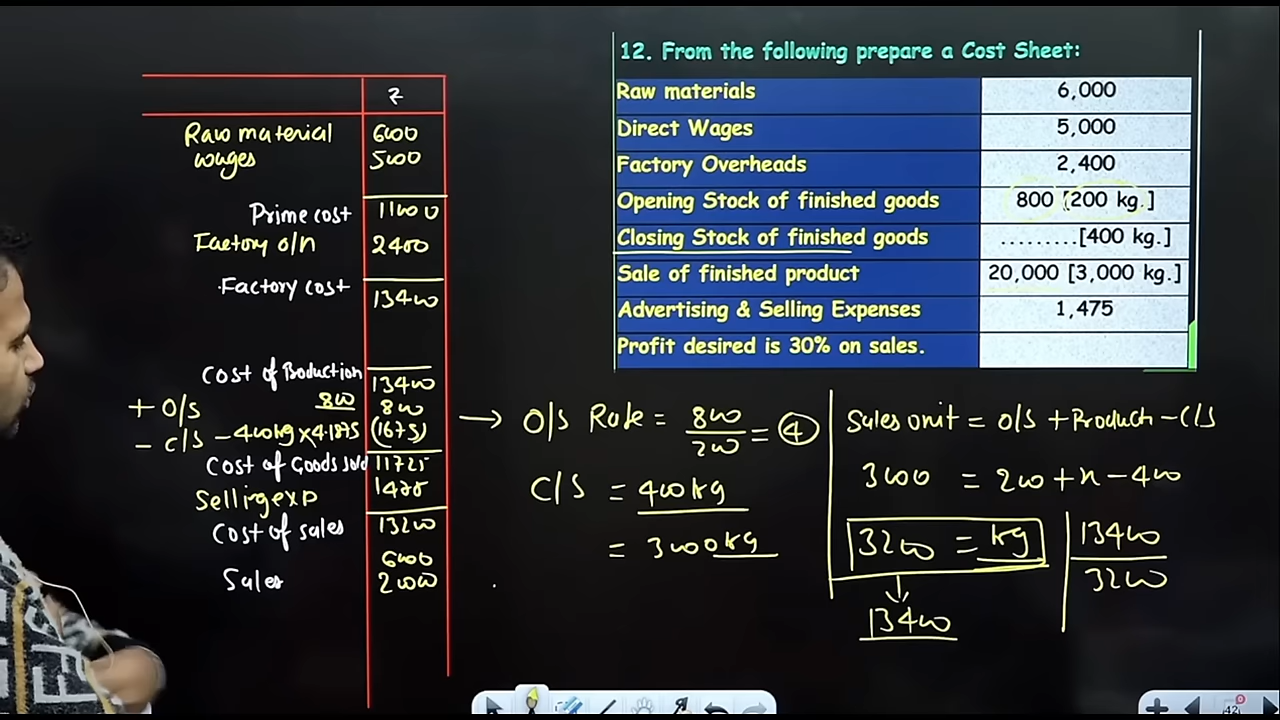 12. From the following prepare a Cost Sheet:
Raw materials 6,000
Direct Wages 5,000
Factory Overheads 2,400
Opening Stock of finished goods 800 [200 kg.]
Closing Stock of finished goods .........[400 kg.]
Sale of finished product 20,000 [3,000 kg.]
Advertising & Selling Expenses 1,475
Profit desired is 30% on sales.
₹
Raw material 6000
wages 5000
Prime cost 11000
Factory o/h 2400
Factory cost 13400
Cost of Production 13400
+ O/S 800 800
- C/S - 400kg × 4.1875 (1675)
Cost of Goods sold 11725
Selling exp 1475
Cost of sales 13200
6000
Sales 20000
→ O/S Rate = 800/200 = 4
C/S = 400kg
= 3000kg
Sales unit = O/S + Product - C/S
3000 = 200 + x - 400
3200 = kg
13400
13400/3200
42